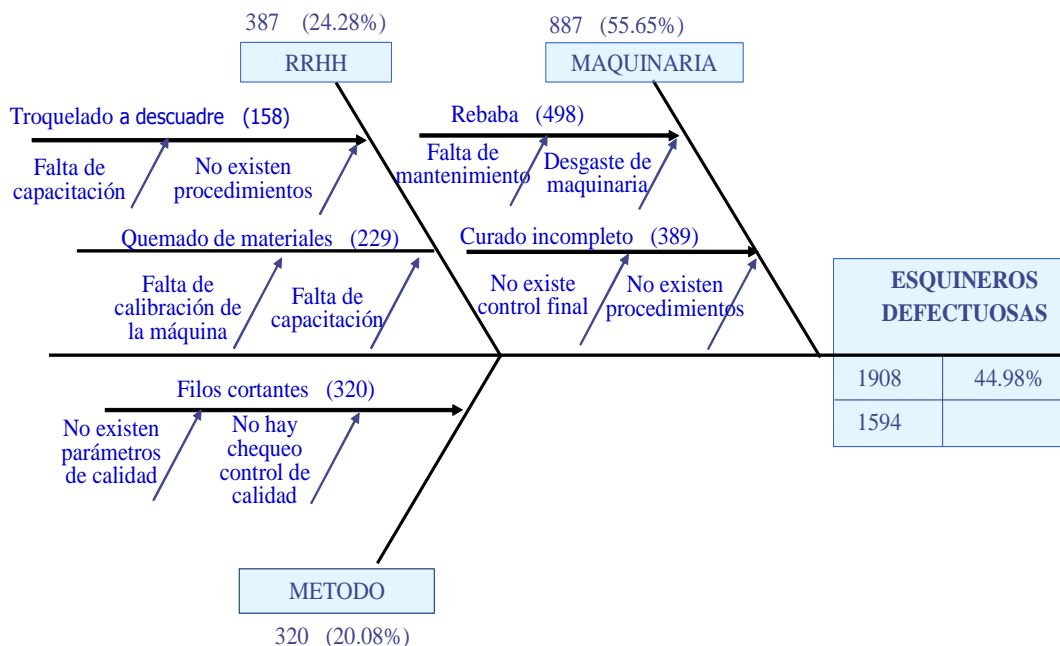 387 (24.28%)
887 (55.65%)
RRHH
MAQUINARIA
Troquelado a descuadre (158)
Falta de
capacitación
No existen
procedimientos
Rebaba (498)
Falta de
mantenimiento
Desgaste de
maquinaria
Quemado de materiales (229)
Falta de
calibración de
la máquina
Falta de
capacitación
Curado incompleto (389)
No existe
control final
No existen
procedimientos
ESQUINEROS
DEFECTUOSAS
1908 44.98%
1594
Filos cortantes (320)
No existen
parámetros
de calidad
No hay
chequeo
control de
calidad
METODO
320 (20.08%)